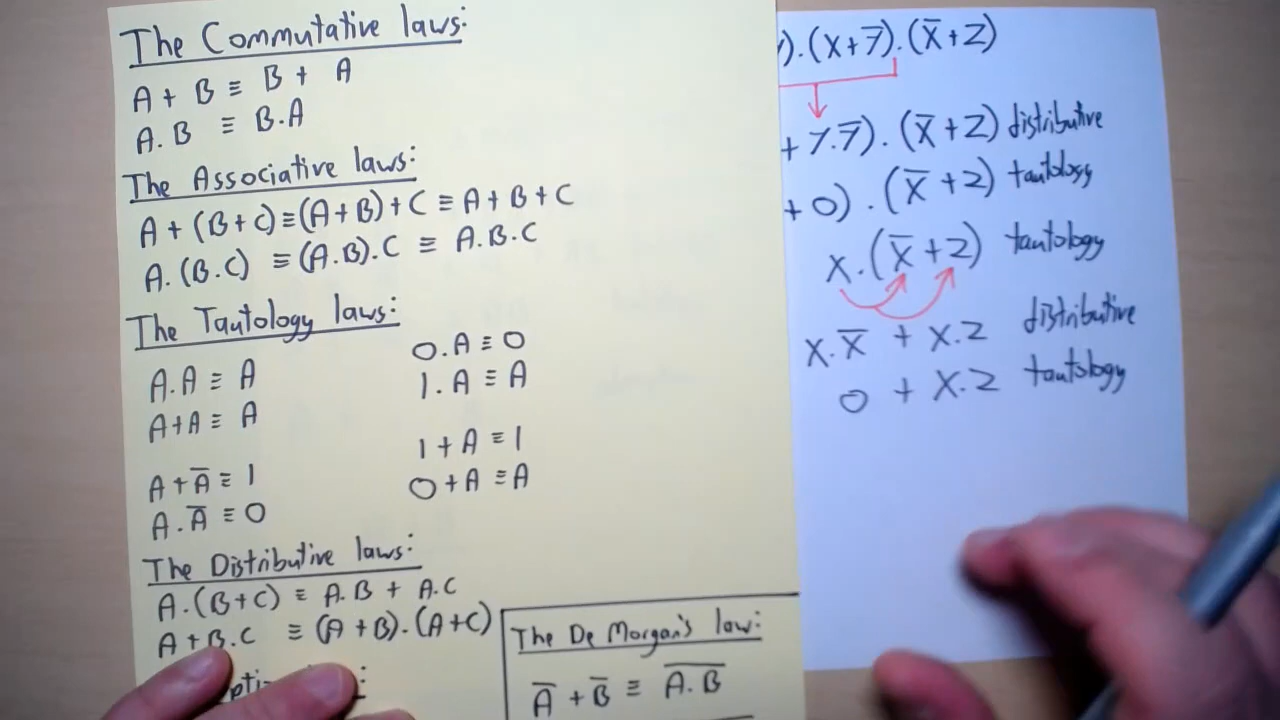 The Commutative laws:
A + B ≡ B + A
A.B ≡ B.A
The Associative laws:
A + (B+C) ≡ (A+B) + C ≡ A + B + C
A.(B.C) ≡ (A.B).C ≡ A.B.C
The Tautology laws:
A.A ≡ A
A+A ≡ A
A + A̅ ≡ 1
A.A̅ ≡ 0
0.A ≡ 0
1.A ≡ A
1 + A ≡ 1
0 + A ≡ A
The Distributive laws:
A.(B+C) ≡ A.B + A.C
A + B.C ≡ (A+B).(A+C)
The De Morgan's law:
A̅ + B̅ ≡ A̅.̅B̅
).(X+Y̅).(X̅+Z)
+ Y.Y̅).(X̅+Z) distributive
+ 0).(X̅+Z) tautology
X.(X̅+Z) tautology
X.X̅ + X.Z distributive
0 + X.Z tautology